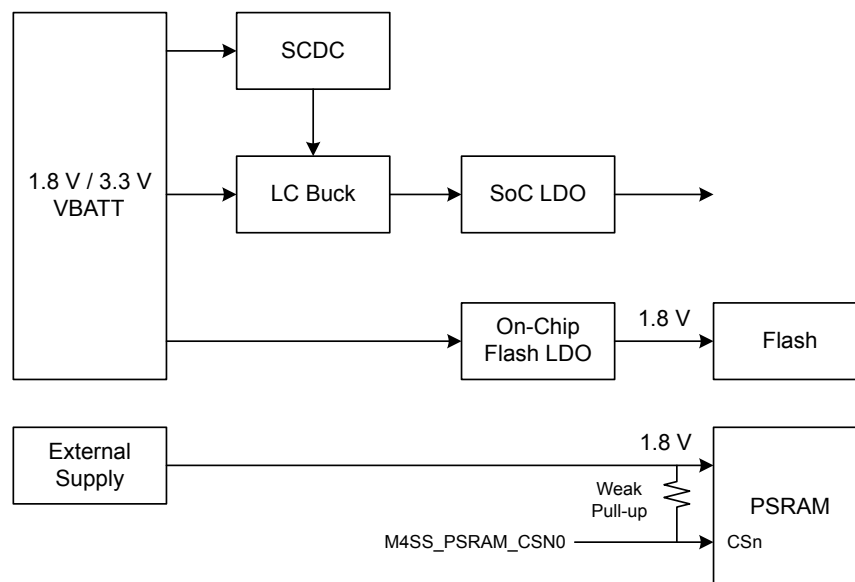 SCDC
1.8 V / 3.3 V
VBATT
LC Buck
SoC LDO
On-Chip
Flash LDO
1.8 V
Flash
External
Supply
1.8 V
Weak
Pull-up
PSRAM
M4SS_PSRAM_CSN0
CSn